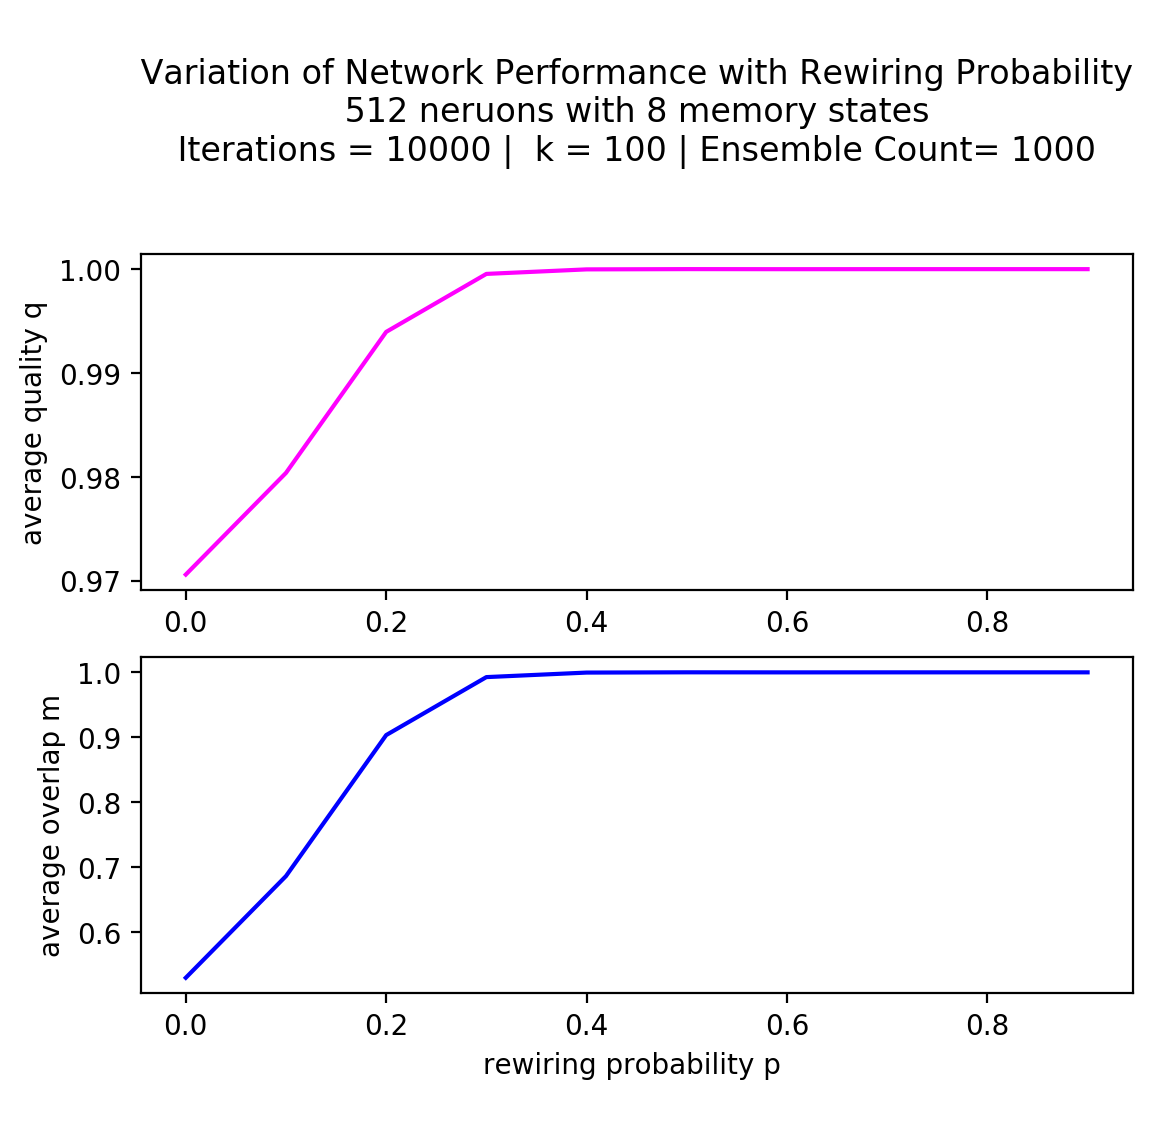 Variation of Network Performance with Rewiring Probability
512 neruons with 8 memory states
Iterations = 10000 |  k = 100 | Ensemble Count= 1000
average quality q
1.00
0.99
0.98
0.97
0.0 0.2 0.4 0.6 0.8
average overlap m
1.0
0.9
0.8
0.7
0.6
0.0 0.2 0.4 0.6 0.8
rewiring probability p